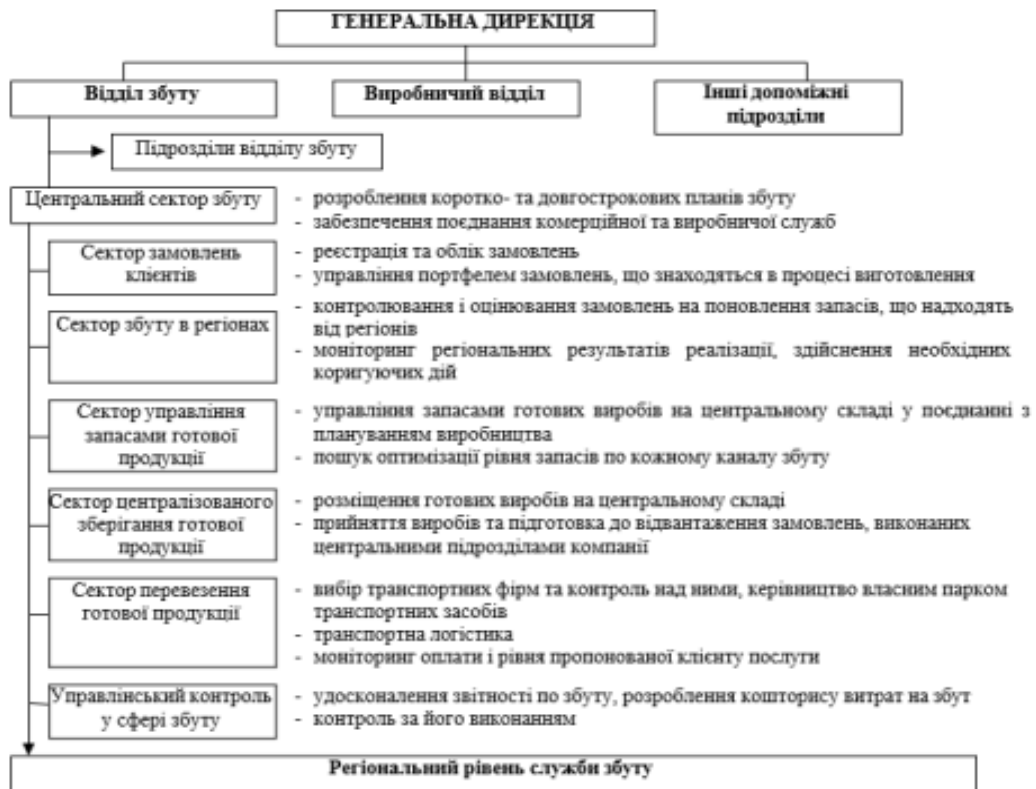 ГЕНЕРАЛЬНА ДИРЕКЦІЯ
Відділ збуту
Виробничий відділ
Інші допоміжні
підрозділи
Підрозділи відділу збуту
Центральний сектор збуту
- розроблення коротко- та довгострокових планів збуту
- забезпечення поєднання комерційної та виробничої служб
Сектор замовлень
клієнтів
- реєстрація та облік замовлень
- управління портфелем замовлень, що знаходяться в процесі виготовлення
Сектор збуту в регіонах
- контролювання і оцінювання замовлень на поновлення запасів, що надходять
від регіонів
- моніторинг регіональних результатів реалізації, здійснення необхідних
коригуючих дій
Сектор управління
запасами готової
продукції
- управління запасами готових виробів на центральному складі у поєднанні з
плануванням виробництва
- пошук оптимізації рівня запасів по кожному каналу збуту
Сектор централізованого
зберігання готової
продукції
- розміщення готових виробів на центральному складі
- прийняття виробів та підготовка до відвантаження замовлень, виконаних
центральними підрозділами компанії
Сектор перевезення
готової продукції
- вибір транспортних фірм та контроль над ними, керівництво власним парком
транспортних засобів
- транспортна логістика
- моніторинг оплати і рівня пропонованої клієнту послуги
Управлінський контроль
у сфері збуту
- удосконалення звітності по збуту, розроблення кошторису витрат на збут
- контроль за його виконанням
Регіональний рівень служби збуту